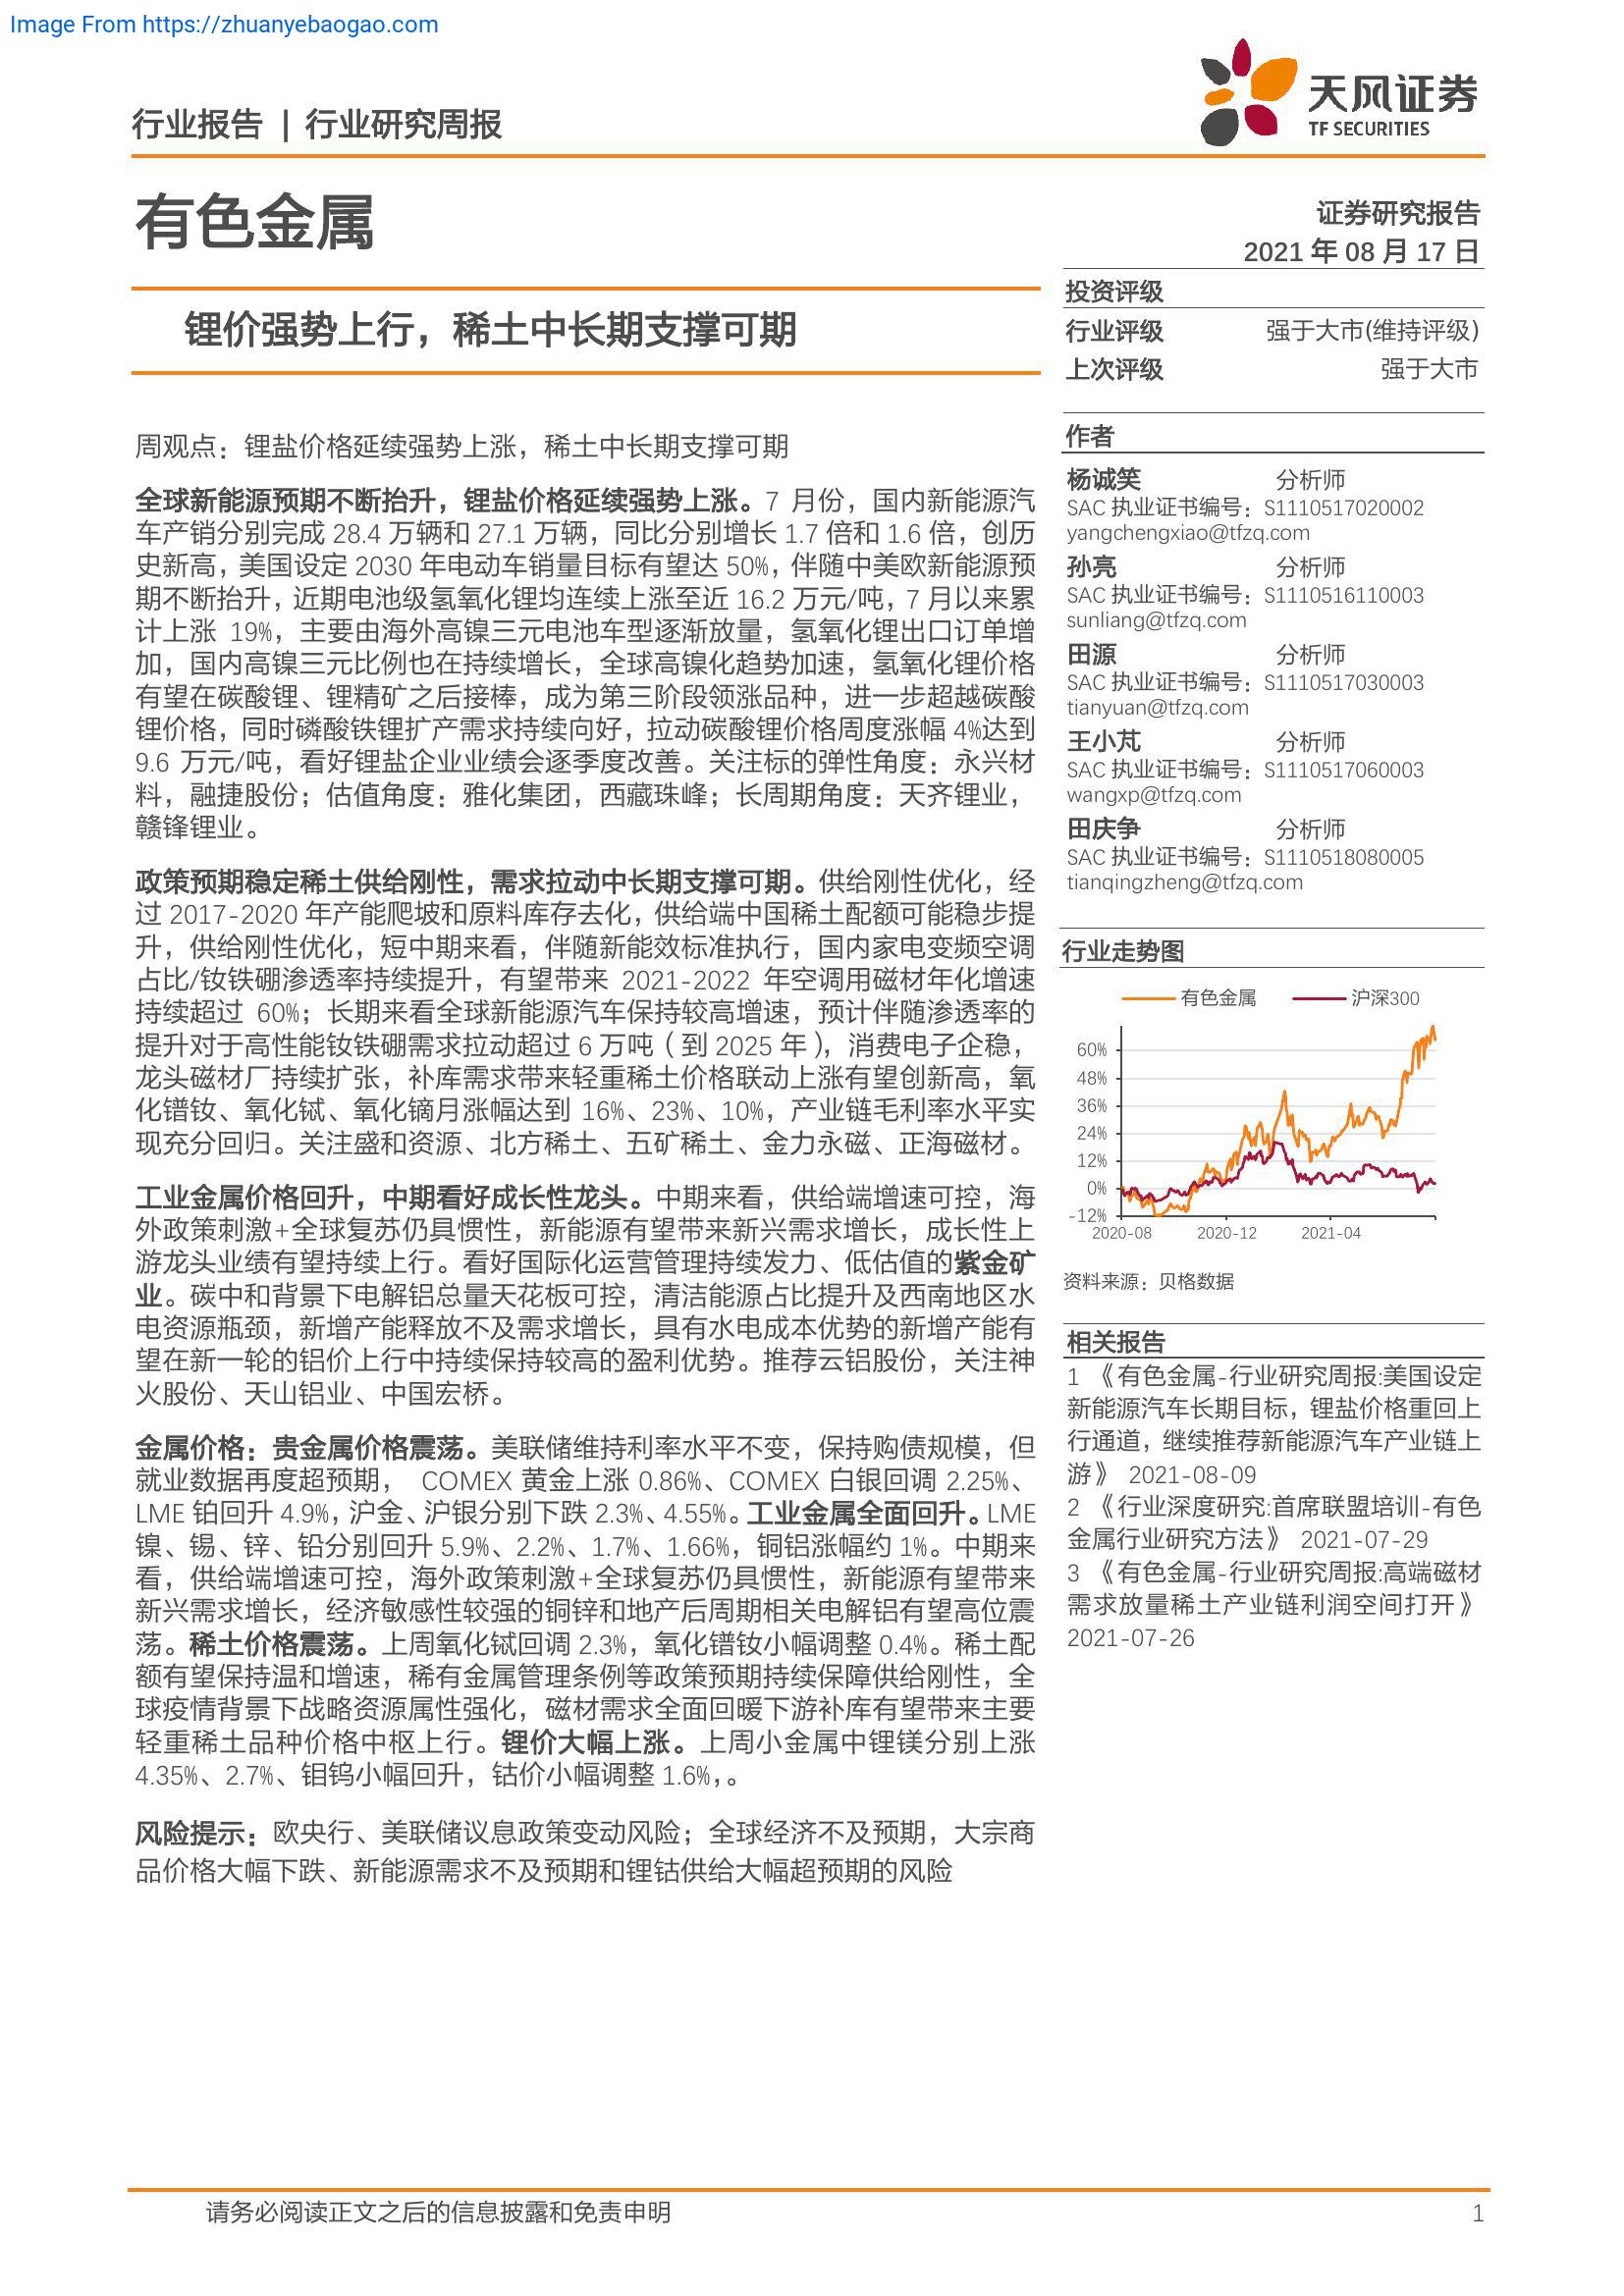 Image From https://zhuanyebaogao.com
行业报告 | 行业研究周报
天风证券
TF SECURITIES
有色金属
证券研究报告
2021 年 08 月 17 日
锂价强势上行，稀土中长期支撑可期
投资评级
行业评级 强于大市(维持评级)
上次评级 强于大市
周观点：锂盐价格延续强势上涨，稀土中长期支撑可期
全球新能源预期不断抬升，锂盐价格延续强势上涨。7 月份，国内新能源汽
车产销分别完成 28.4 万辆和 27.1 万辆，同比分别增长 1.7 倍和 1.6 倍，创历
史新高，美国设定 2030 年电动车销量目标有望达 50%，伴随中美欧新能源预
期不断抬升，近期电池级氢氧化锂均连续上涨至近 16.2 万元/吨，7 月以来累
计上涨 19%，主要由海外高镍三元电池车型逐渐放量，氢氧化锂出口订单增
加，国内高镍三元比例也在持续增长，全球高镍化趋势加速，氢氧化锂价格
有望在碳酸锂、锂精矿之后接棒，成为第三阶段领涨品种，进一步超越碳酸
锂价格，同时磷酸铁锂扩产需求持续向好，拉动碳酸锂价格周度涨幅 4%达到
9.6 万元/吨，看好锂盐企业业绩会逐季度改善。关注标的弹性角度：永兴材
料，融捷股份；估值角度：雅化集团，西藏珠峰；长周期角度：天齐锂业，
赣锋锂业。
政策预期稳定稀土供给刚性，需求拉动中长期支撑可期。供给刚性优化，经
过 2017-2020 年产能爬坡和原料库存去化，供给端中国稀土配额可能稳步提
升，供给刚性优化，短中期来看，伴随新能效标准执行，国内家电变频空调
占比/钕铁硼渗透率持续提升，有望带来 2021-2022 年空调用磁材年化增速
持续超过 60%；长期来看全球新能源汽车保持较高增速，预计伴随渗透率的
提升对于高性能钕铁硼需求拉动超过 6 万吨（到 2025 年），消费电子企稳，
龙头磁材厂持续扩张，补库需求带来轻重稀土价格联动上涨有望创新高，氧
化镨钕、氧化铽、氧化镝月涨幅达到 16%、23%、10%，产业链毛利率水平实
现充分回归。关注盛和资源、北方稀土、五矿稀土、金力永磁、正海磁材。
工业金属价格回升，中期看好成长性龙头。中期来看，供给端增速可控，海
外政策刺激+全球复苏仍具惯性，新能源有望带来新兴需求增长，成长性上
游龙头业绩有望持续上行。看好国际化运营管理持续发力、低估值的紫金矿
业。碳中和背景下电解铝总量天花板可控，清洁能源占比提升及西南地区水
电资源瓶颈，新增产能释放不及需求增长，具有水电成本优势的新增产能有
望在新一轮的铝价上行中持续保持较高的盈利优势。推荐云铝股份，关注神
火股份、天山铝业、中国宏桥。
金属价格：贵金属价格震荡。美联储维持利率水平不变，保持购债规模，但
就业数据再度超预期， COMEX 黄金上涨 0.86%、COMEX 白银回调 2.25%、
LME 铂回升 4.9%，沪金、沪银分别下跌 2.3%、4.55%。工业金属全面回升。LME
镍、锡、锌、铅分别回升 5.9%、2.2%、1.7%、1.66%，铜铝涨幅约 1%。中期来
看，供给端增速可控，海外政策刺激+全球复苏仍具惯性，新能源有望带来
新兴需求增长，经济敏感性较强的铜锌和地产后周期相关电解铝有望高位震
荡。稀土价格震荡。上周氧化铽回调 2.3%，氧化镨钕小幅调整 0.4%。稀土配
额有望保持温和增速，稀有金属管理条例等政策预期持续保障供给刚性，全
球疫情背景下战略资源属性强化，磁材需求全面回暖下游补库有望带来主要
轻重稀土品种价格中枢上行。锂价大幅上涨。上周小金属中锂镁分别上涨
4.35%、2.7%、钼钨小幅回升，钴价小幅调整 1.6%，。
风险提示：欧央行、美联储议息政策变动风险；全球经济不及预期，大宗商
品价格大幅下跌、新能源需求不及预期和锂钴供给大幅超预期的风险
作者
杨诚笑 分析师
SAC 执业证书编号：S1110517020002
yangchengxiao@tfzq.com
孙亮 分析师
SAC 执业证书编号：S1110516110003
sunliang@tfzq.com
田源 分析师
SAC 执业证书编号：S1110517030003
tianyuan@tfzq.com
王小芃 分析师
SAC 执业证书编号：S1110517060003
wangxp@tfzq.com
田庆争 分析师
SAC 执业证书编号：S1110518080005
tianqingzheng@tfzq.com
行业走势图
有色金属 沪深300
60%
48%
36%
24%
12%
0%
-12%
2020-08 2020-12 2021-04
资料来源：贝格数据
相关报告
1 《有色金属-行业研究周报:美国设定
新能源汽车长期目标，锂盐价格重回上
行通道，继续推荐新能源汽车产业链上
游》 2021-08-09
2 《行业深度研究:首席联盟培训-有色
金属行业研究方法》 2021-07-29
3 《有色金属-行业研究周报:高端磁材
需求放量稀土产业链利润空间打开》
2021-07-26
请务必阅读正文之后的信息披露和免责申明 1